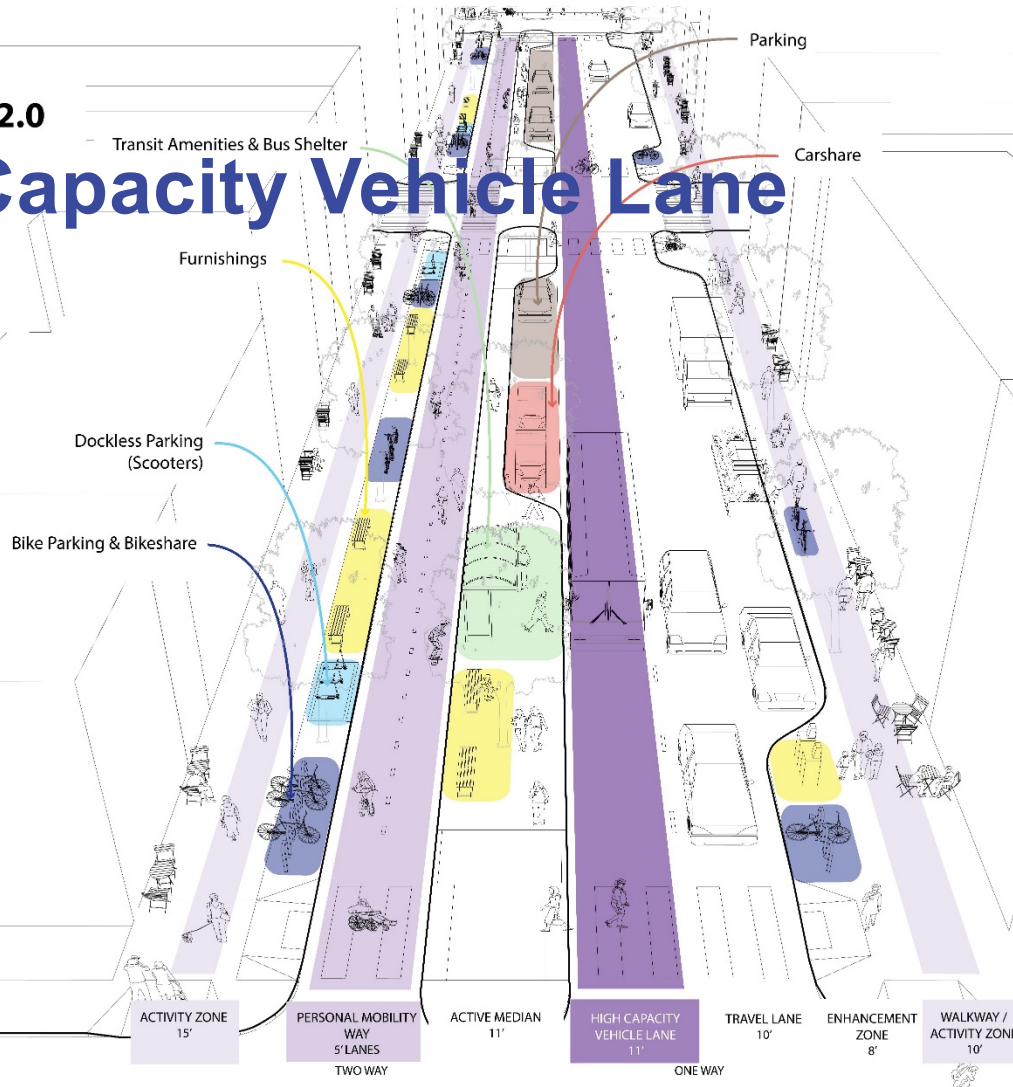 2.0
Capacity Vehicle Lane
Parking
Transit Amenities & Bus Shelter
Carshare
Furnishings
Dockless Parking
(Scooters)
Bike Parking & Bikeshare
ACTIVITY ZONE
15'
PERSONAL MOBILITY
WAY
5' LANES
TWO WAY
ACTIVE MEDIAN
11'
HIGH CAPACITY
VEHICLE LANE
11'
TRAVEL LANE
10'
ONE WAY
ENHANCEMENT
ZONE
8'
WALKWAY /
ACTIVITY ZONE
10'